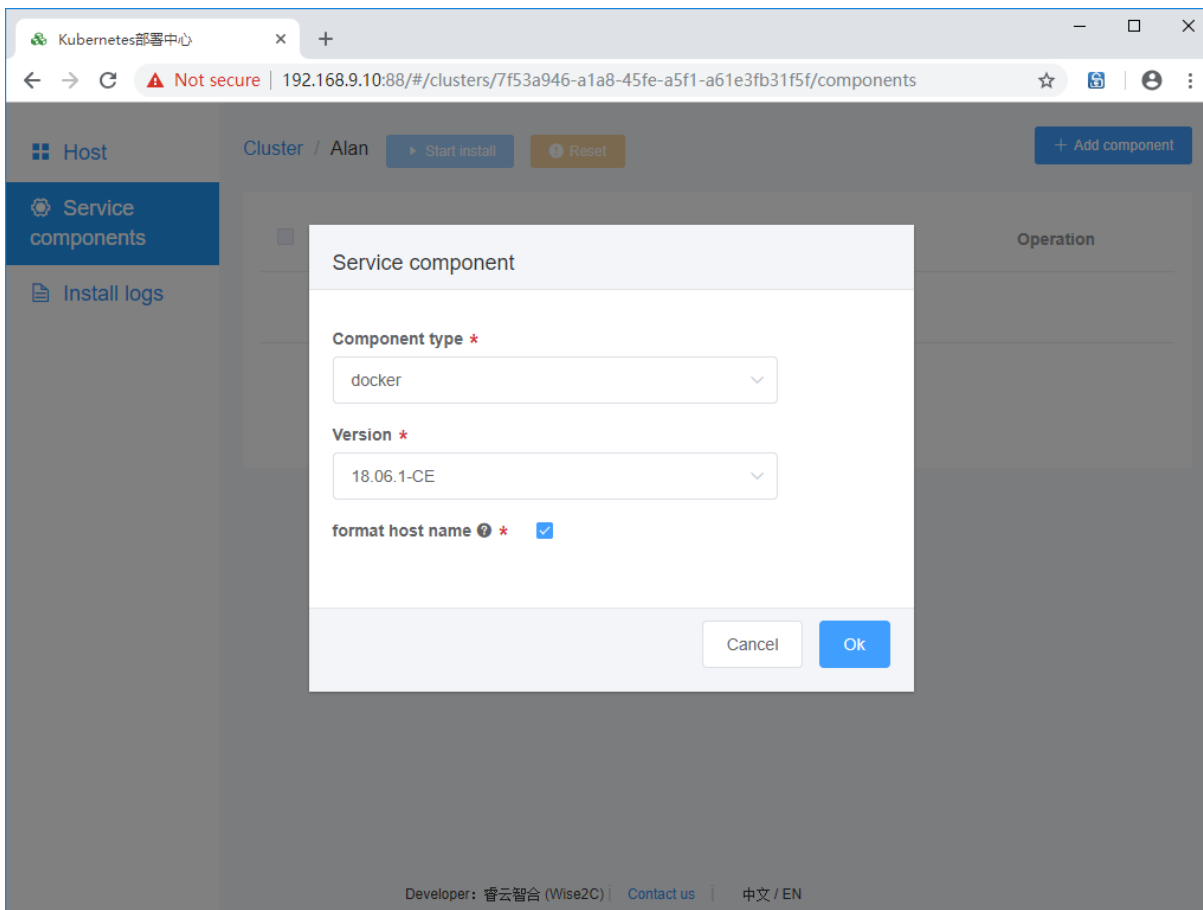 Kubernetes部署中心
Not secure | 192.168.9.10:88/#/clusters/7f53a946-a1a8-45fe-a5f1-a61e3fb31f5f/components
Host
Cluster / Alan
Start install
Reset
+ Add component
Service
components
Operation
Install logs
Service component
Component type *
docker
Version *
18.06.1-CE
format host name *
Cancel
Ok
Developer：睿云智合 (Wise2C) | Contact us | 中文 / EN